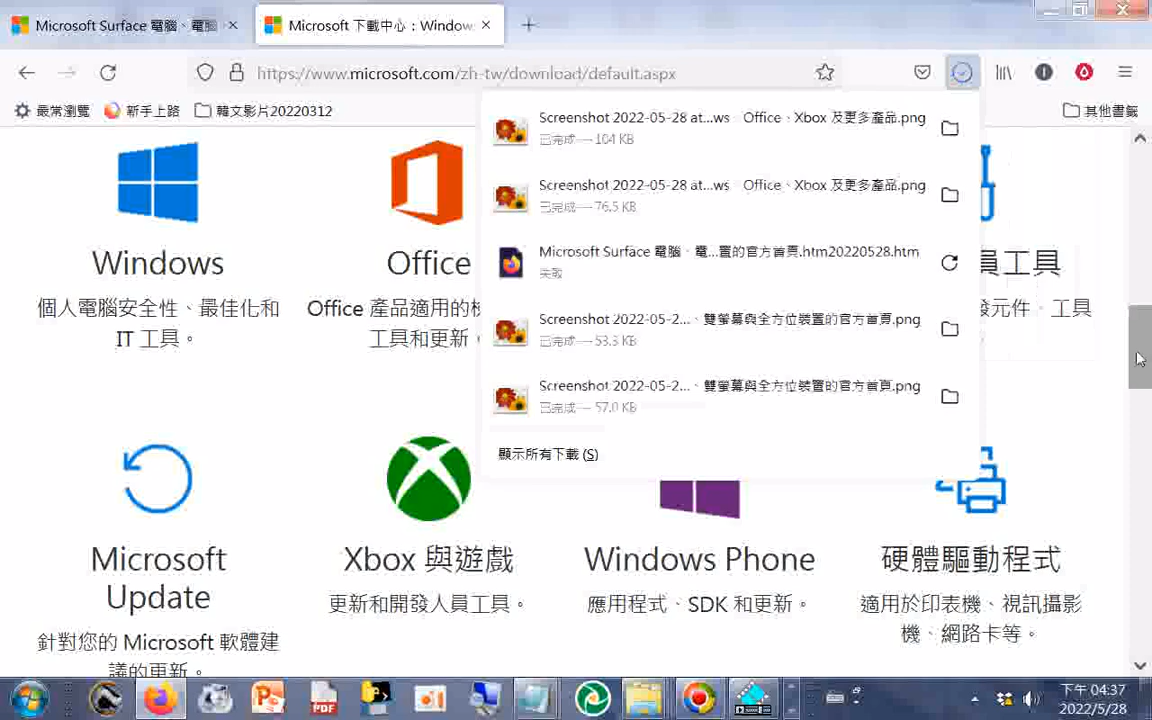 Microsoft Surface 電腦、電腦
Microsoft 下載中心：Window
https://www.microsoft.com/zh-tw/download/default.aspx
最常瀏覽
新手上路
韓文影片20220312
其他書籤
Screenshot 2022-05-28 at...ws Office、Xbox 及更多產品.png
已完成 — 104 KB
Screenshot 2022-05-28 at...ws Office、Xbox 及更多產品.png
已完成 — 76.5 KB
Microsoft Surface 電腦、電...置的官方首頁.htm20220528.htm
失敗
Screenshot 2022-05-2...、雙螢幕與全方位裝置的官方首頁.png
已完成 — 53.3 KB
Screenshot 2022-05-2...、雙螢幕與全方位裝置的官方首頁.png
已完成 — 57.0 KB
顯示所有下載 (S)
Windows
個人電腦安全性、最佳化和
IT 工具。
Office
Office 產品適用的
工具和更新。
員工具
發元件、工具
Microsoft
Update
針對您的 Microsoft 軟體建
議的更新。
Xbox 與遊戲
更新和開發人員工具。
Windows Phone
應用程式、SDK 和更新。
硬體驅動程式
適用於印表機、視訊攝影
機、網路卡等。
PDF
下午 04:37
2022/5/28